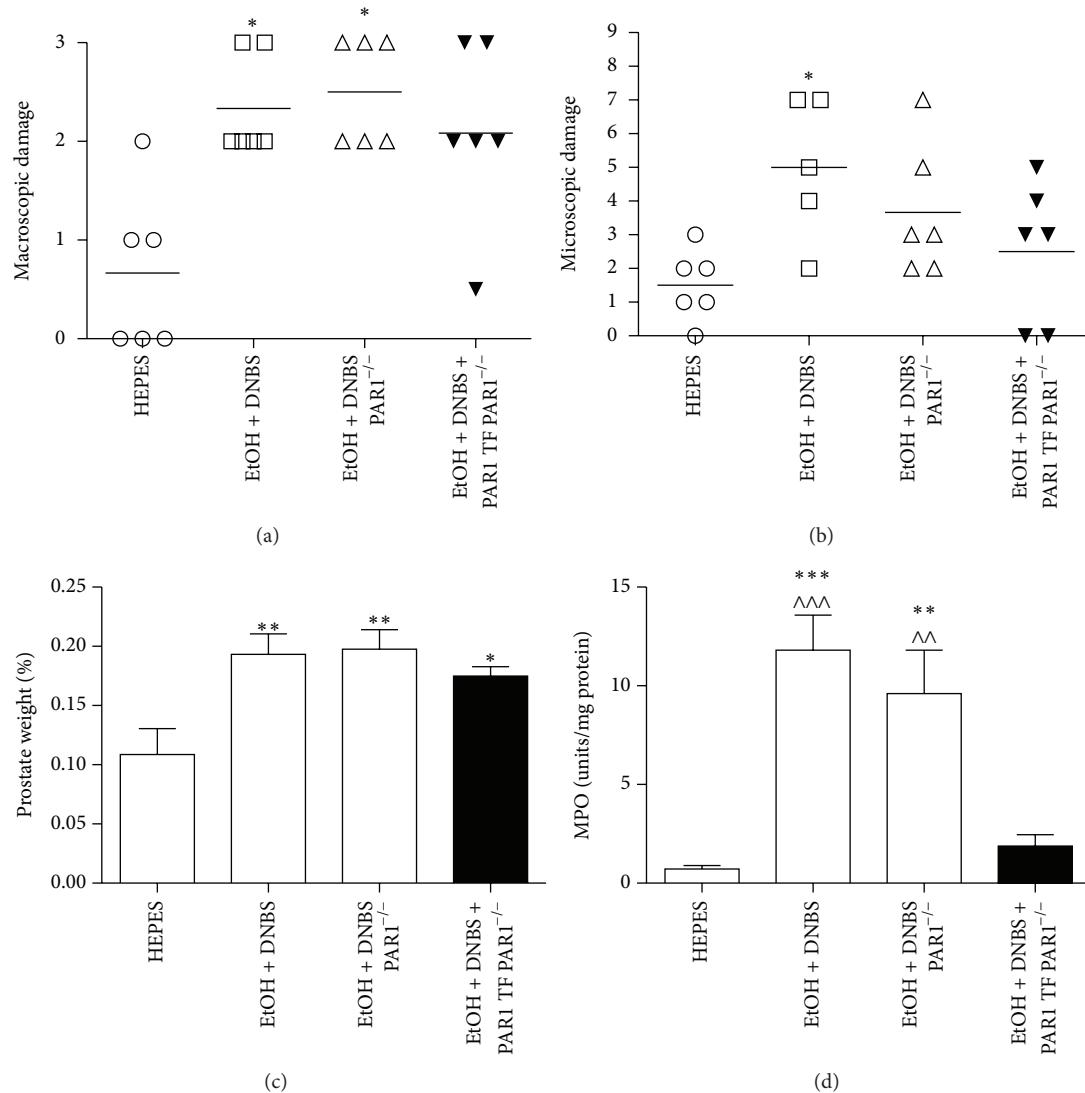 *
*
3
2
1
0
Macroscopic damage
HEPES
EtOH + DNBS
EtOH + DNBS
PAR1−/−
EtOH + DNBS +
PAR1 TF PAR1−/−
(a)
*
9
8
7
6
5
4
3
2
1
0
Microscopic damage
HEPES
EtOH + DNBS
EtOH + DNBS
PAR1−/−
EtOH + DNBS +
PAR1 TF PAR1−/−
(b)
**
**
*
0.25
0.20
0.15
0.10
0.05
0.00
Prostate weight (%)
HEPES
EtOH + DNBS
EtOH + DNBS
PAR1−/−
EtOH + DNBS +
PAR1 TF PAR1−/−
(c)
***
^^^
**
^^
15
10
5
0
MPO (units/mg protein)
HEPES
EtOH + DNBS
EtOH + DNBS
PAR1−/−
EtOH + DNBS +
PAR1 TF PAR1−/−
(d)